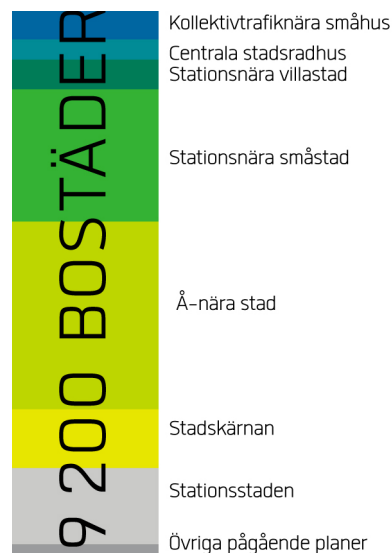 9 200 BOSTÄDER
Kollektivtrafiknära småhus
Centrala stadsradhus
Stationsnära villastad
Stationsnära småstad
Å-nära stad
Stadskärnan
Stationsstaden
Övriga pågående planer